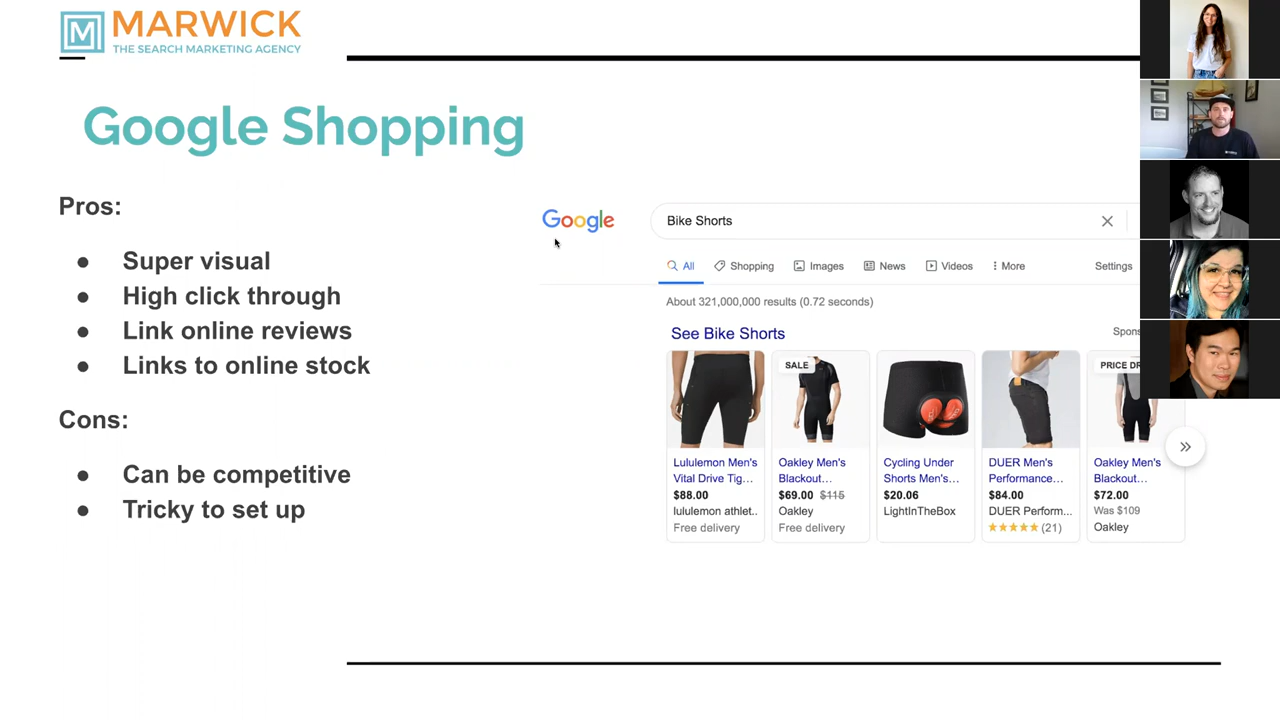 MARWICK
THE SEARCH MARKETING AGENCY
Google Shopping
Pros:
● Super visual
● High click through
● Link online reviews
● Links to online stock
Cons:
● Can be competitive
● Tricky to set up
Google
Bike Shorts
All Shopping Images News Videos More Settings
About 321,000,000 results (0.72 seconds)
See Bike Shorts
Spons
SALE
PRICE DR
Lululemon Men's
Vital Drive Tig...
$88.00
lululemon athlet..
Free delivery
Oakley Men's
Blackout...
$69.00 $115
Oakley
Free delivery
Cycling Under
Shorts Men's...
$20.06
LightInTheBox
DUER Men's
Performance...
$84.00
DUER Perform...
★★★★★ (21)
Oakley Men's
Blackout...
$72.00
Was $109
Oakley